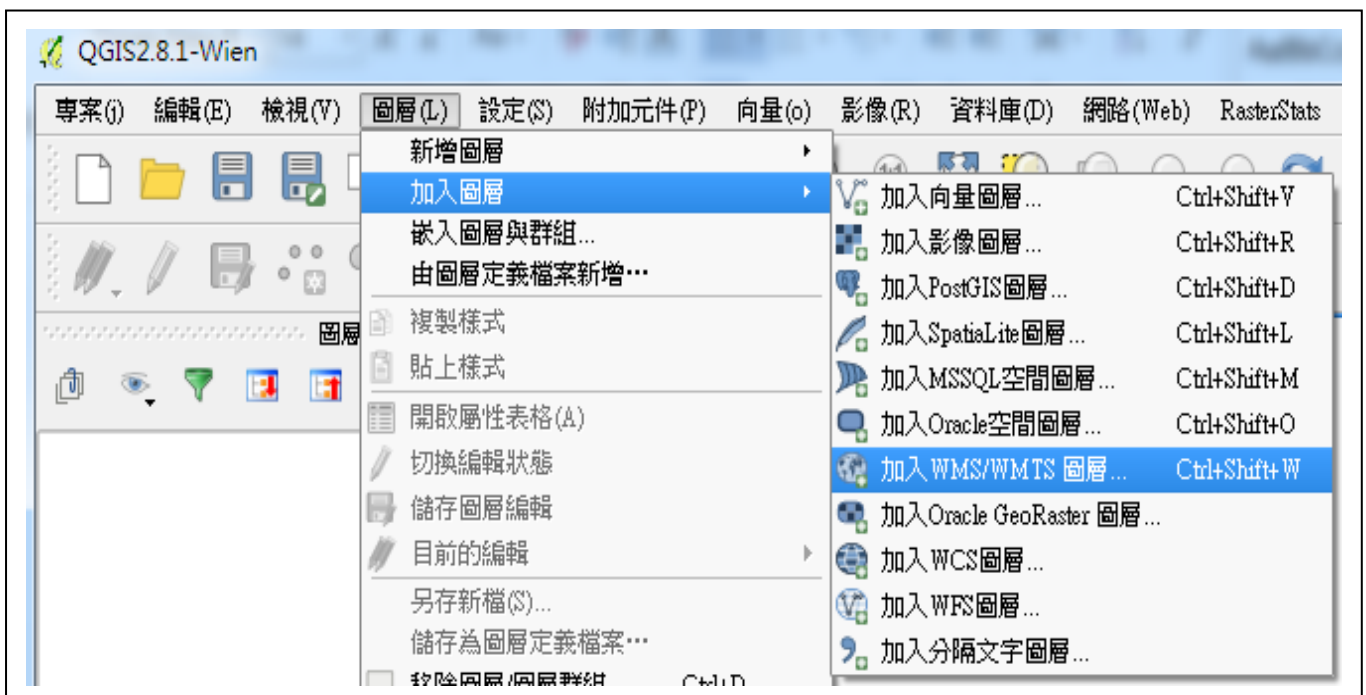 QGIS2.8.1-Wien
專案(j) 編輯(E) 檢視(V) 圖層(L) 設定(S) 附加元件(P) 向量(o) 影像(R) 資料庫(D) 網路(Web) RasterStats
新增圖層
加入圖層
嵌入圖層與群組...
由圖層定義檔案新增…
複製樣式
貼上樣式
開啟屬性表格(A)
切換編輯狀態
儲存圖層編輯
目前的編輯
另存新檔(S)...
儲存為圖層定義檔案…
移除圖層/圖層群組 Ctrl+D
加入向量圖層... Ctrl+Shift+V
加入影像圖層... Ctrl+Shift+R
加入PostGIS圖層... Ctrl+Shift+D
加入SpatiaLite圖層... Ctrl+Shift+L
加入MSSQL空間圖層... Ctrl+Shift+M
加入Oracle空間圖層... Ctrl+Shift+O
加入WMS/WMTS 圖層... Ctrl+Shift+W
加入Oracle GeoRaster 圖層...
加入WCS圖層...
加入WFS圖層...
加入分隔文字圖層...
圖層